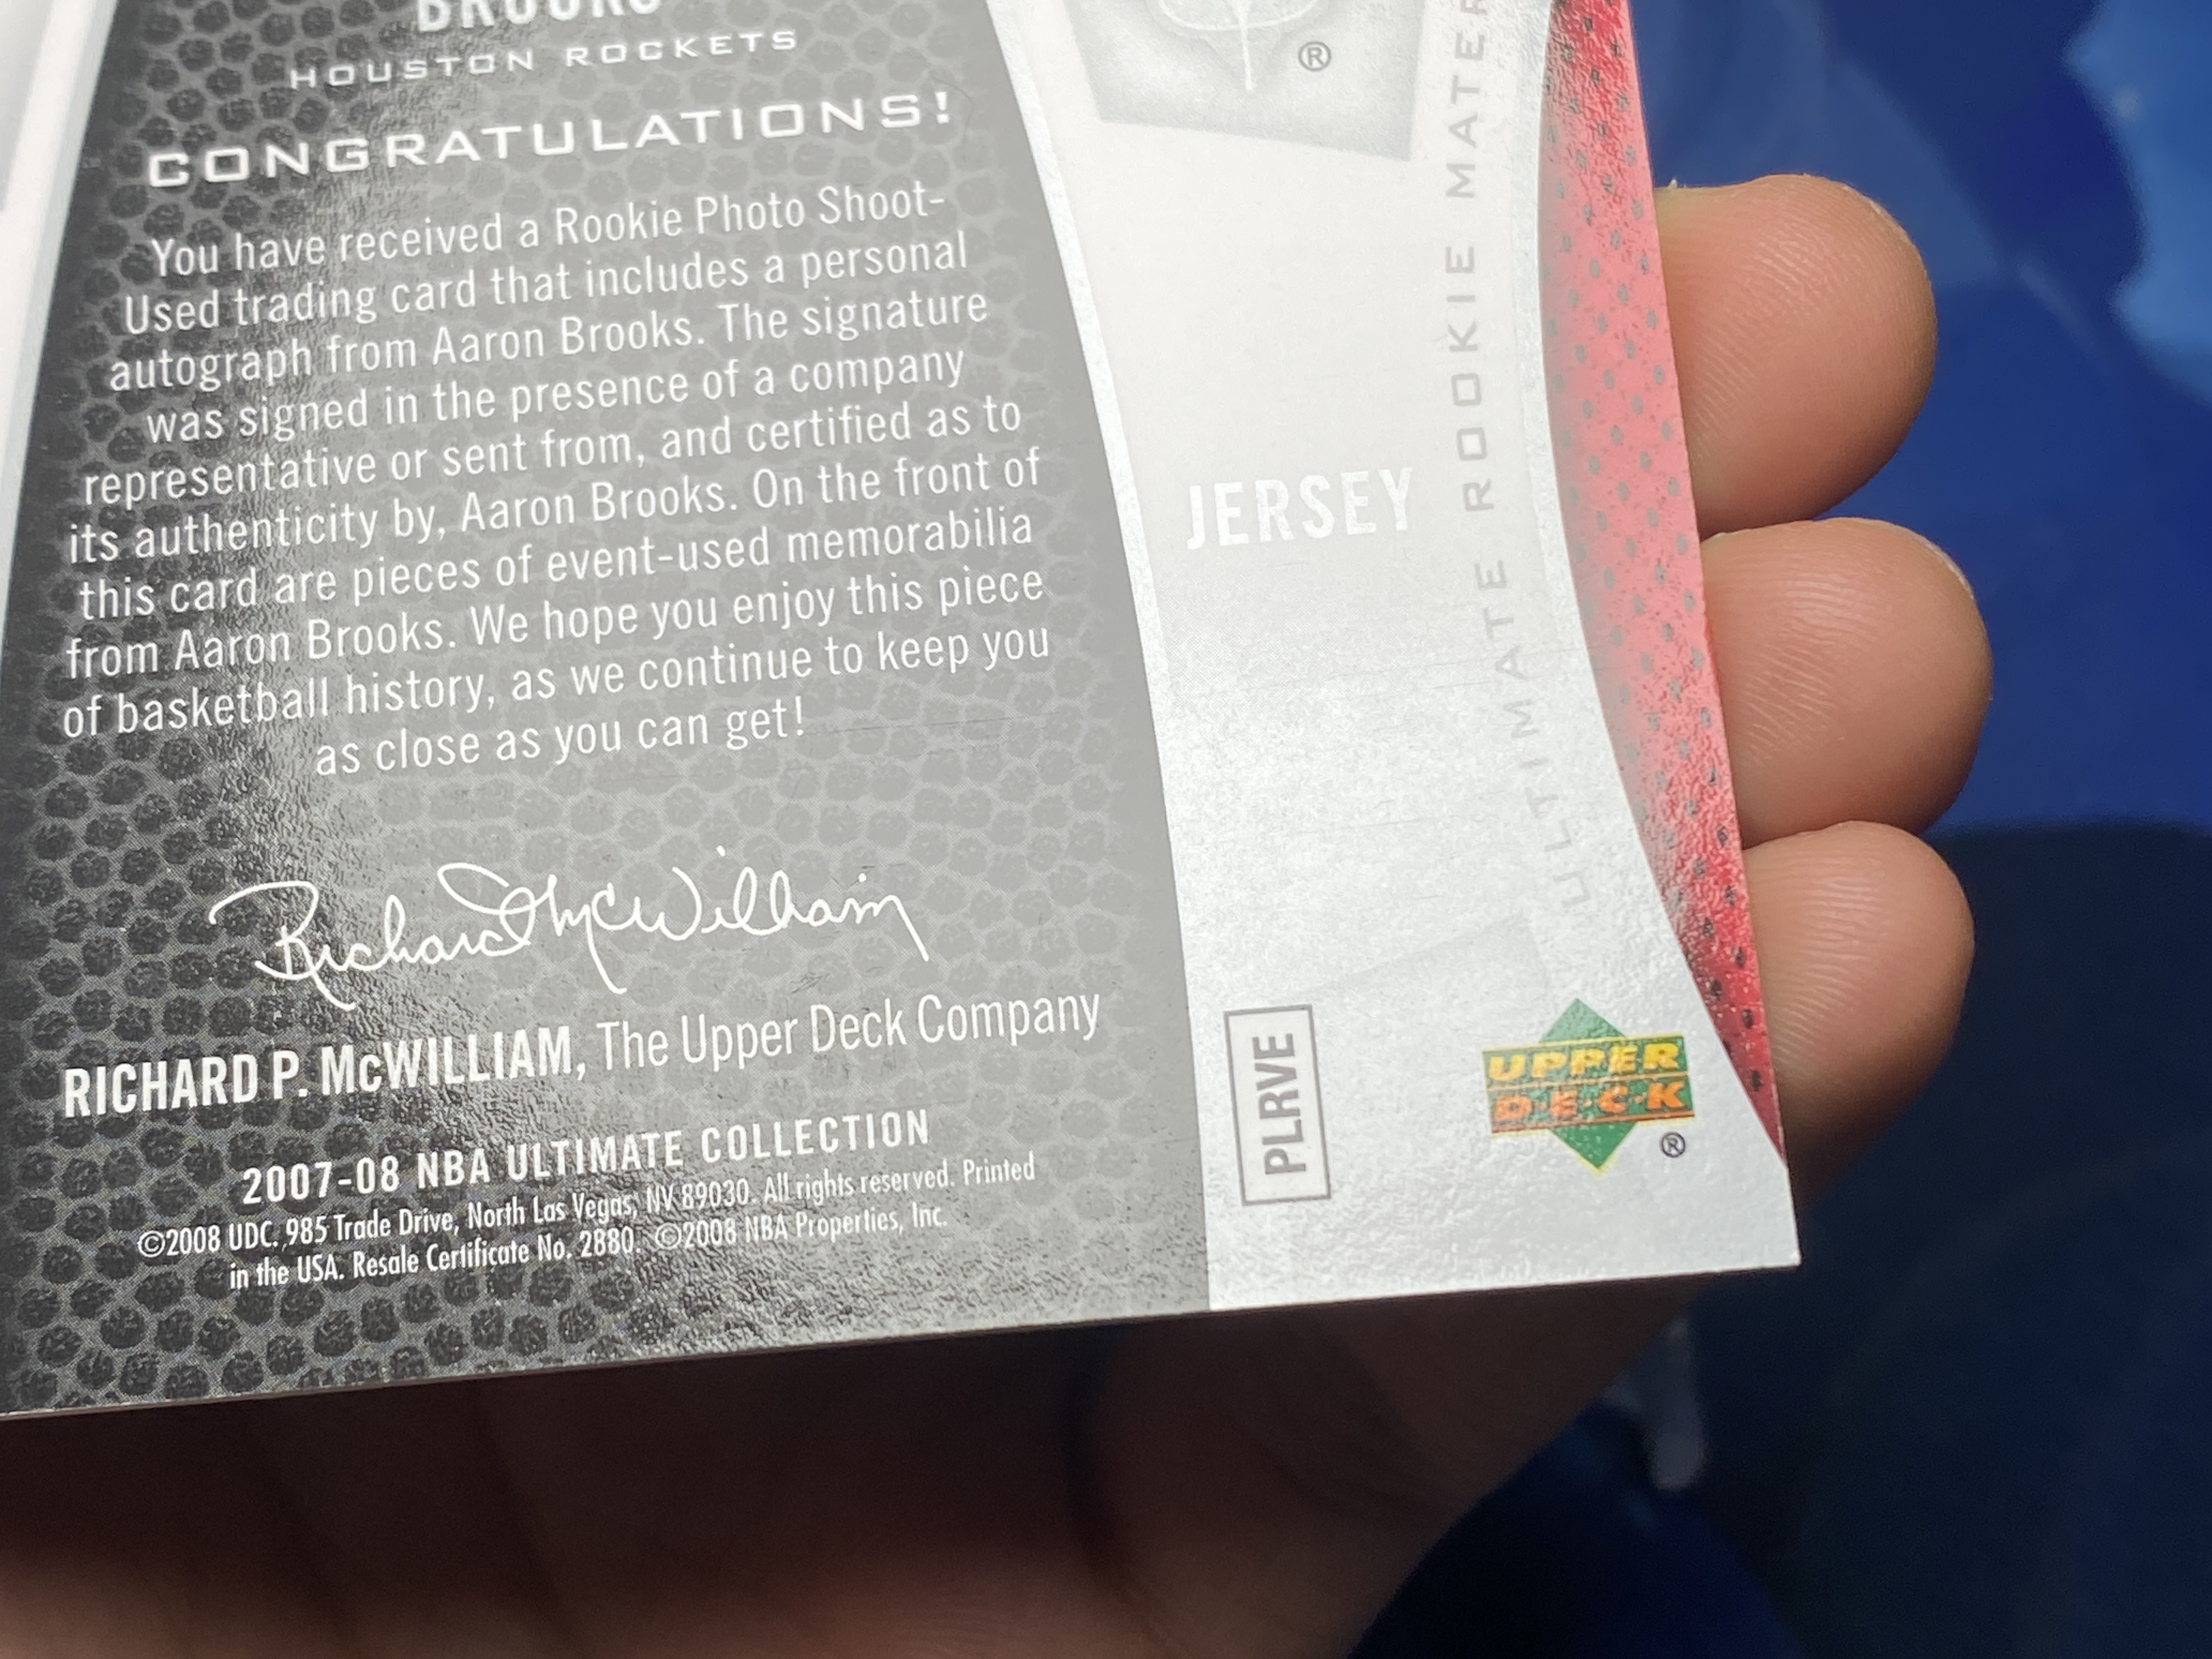 BROOKS
HOUSTON ROCKETS
CONGRATULATIONS!
You have received a Rookie Photo Shoot-
Used trading card that includes a personal
autograph from Aaron Brooks. The signature
was signed in the presence of a company
representative or sent from, and certified as to
its authenticity by, Aaron Brooks. On the front of
this card are pieces of event-used memorabilia
from Aaron Brooks. We hope you enjoy this piece
of basketball history, as we continue to keep you
as close as you can get!
Richard McWilliam
RICHARD P. McWILLIAM, The Upper Deck Company
2007-08 NBA ULTIMATE COLLECTION
©2008 UDC. 985 Trade Drive, North Las Vegas, NV 89030. All rights reserved. Printed
in the USA. Resale Certificate No. 2880. ©2008 NBA Properties, Inc.
®
JERSEY
ULTIMATE ROOKIE MATER
PLRVE
UPPER
D·E·C·K
®